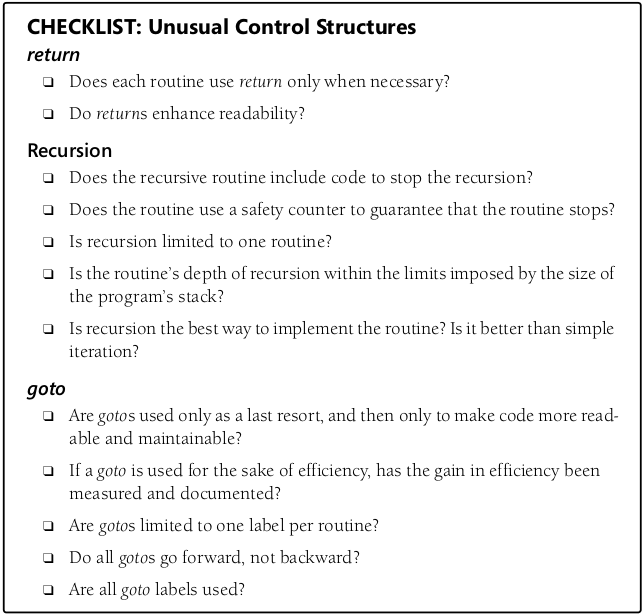 CHECKLIST: Unusual Control Structures
return
❑ Does each routine use return only when necessary?
❑ Do returns enhance readability?
Recursion
❑ Does the recursive routine include code to stop the recursion?
❑ Does the routine use a safety counter to guarantee that the routine stops?
❑ Is recursion limited to one routine?
❑ Is the routine’s depth of recursion within the limits imposed by the size of
the program’s stack?
❑ Is recursion the best way to implement the routine? Is it better than simple
iteration?
goto
❑ Are gotos used only as a last resort, and then only to make code more read-
able and maintainable?
❑ If a goto is used for the sake of efficiency, has the gain in efficiency been
measured and documented?
❑ Are gotos limited to one label per routine?
❑ Do all gotos go forward, not backward?
❑ Are all goto labels used?